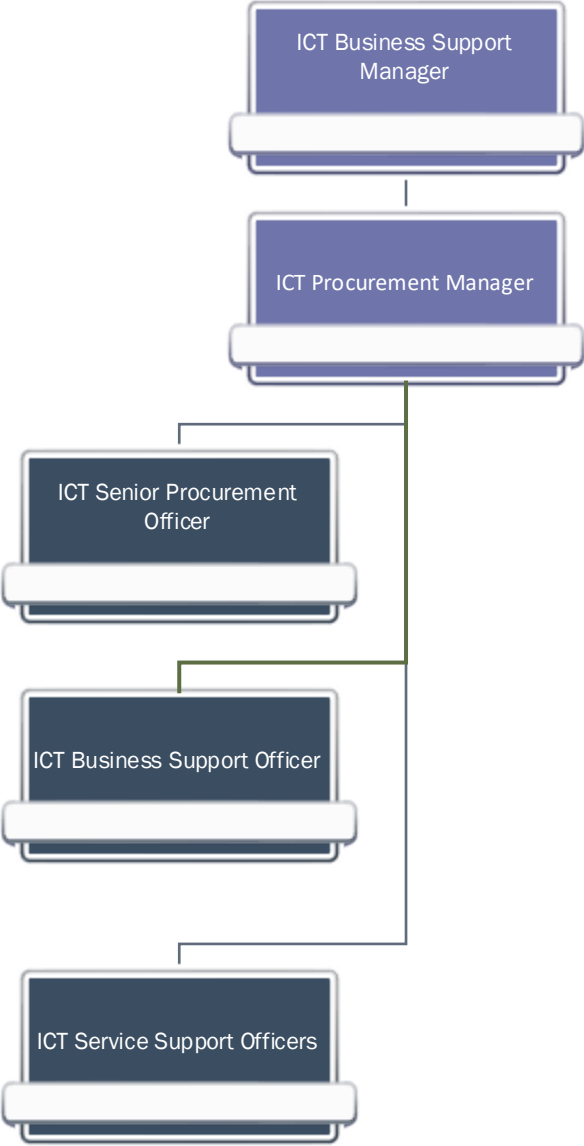 ICT Business Support
Manager
ICT Procurement Manager
ICT Senior Procurement
Officer
ICT Business Support Officer
ICT Service Support Officers